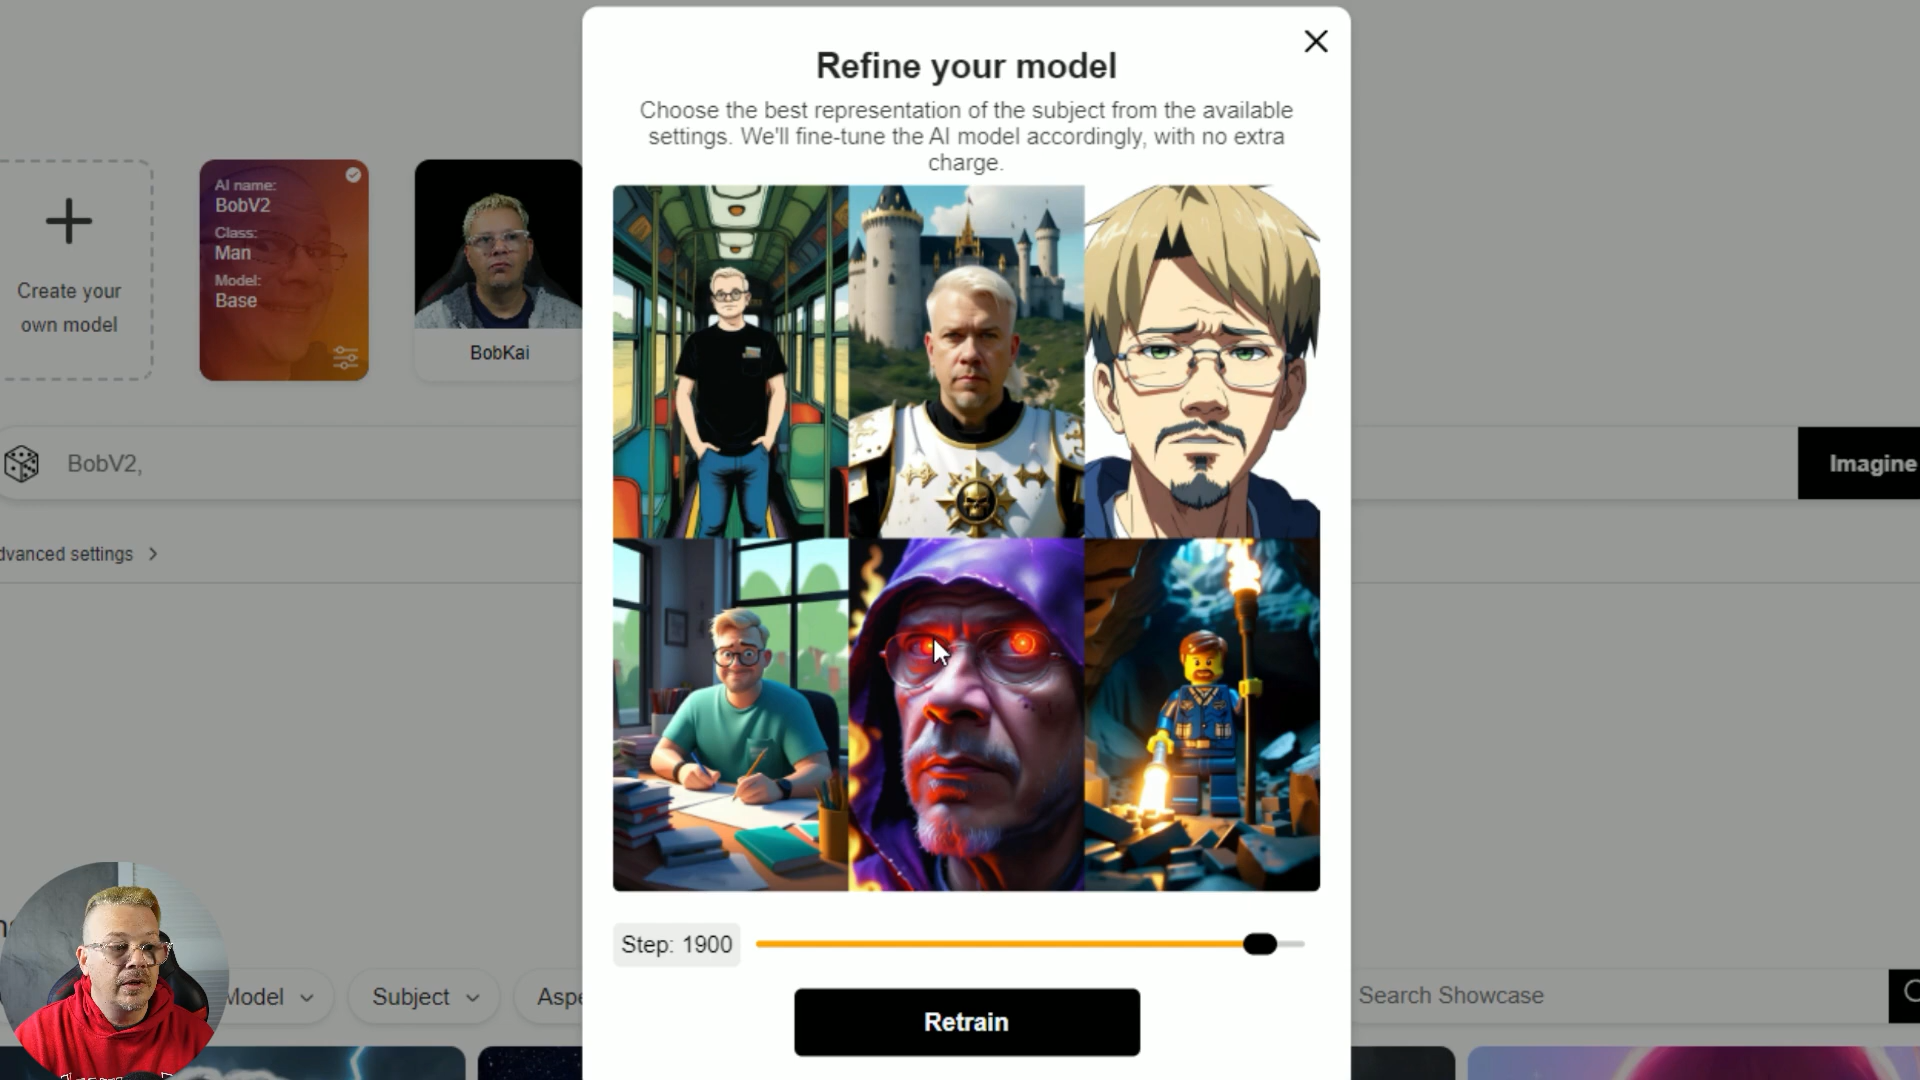 Refine your model
Choose the best representation of the subject from the available
settings. We'll fine-tune the AI model accordingly, with no extra
charge.
Create your
own model
AI name:
BobV2
Class:
Man
Model:
Base
BobKai
BobV2,
Imagine
dvanced settings
Step: 1900
Model
Subject
Aspe
Search Showcase
Retrain